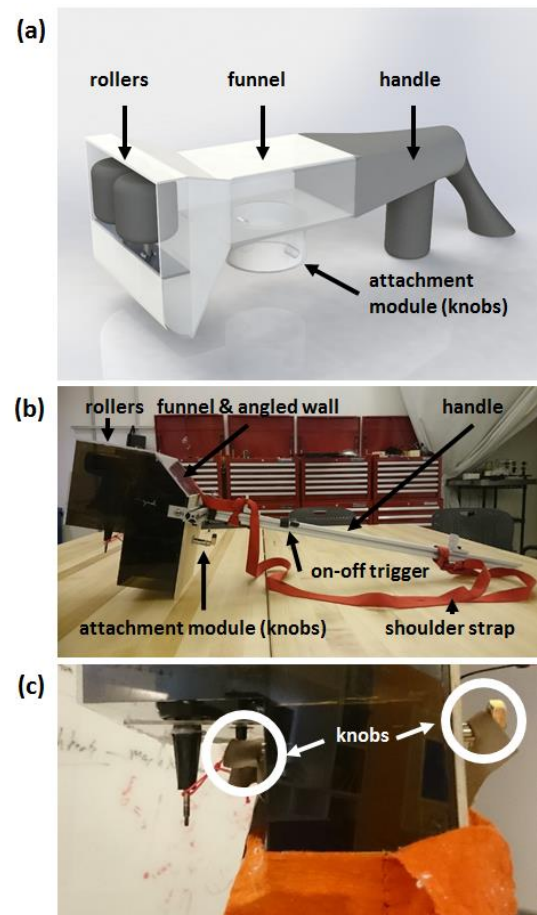 (a)
rollers funnel handle
attachment
module (knobs)
(b)
rollers funnel & angled wall handle
on-off trigger
attachment module (knobs) shoulder strap
(c)
knobs